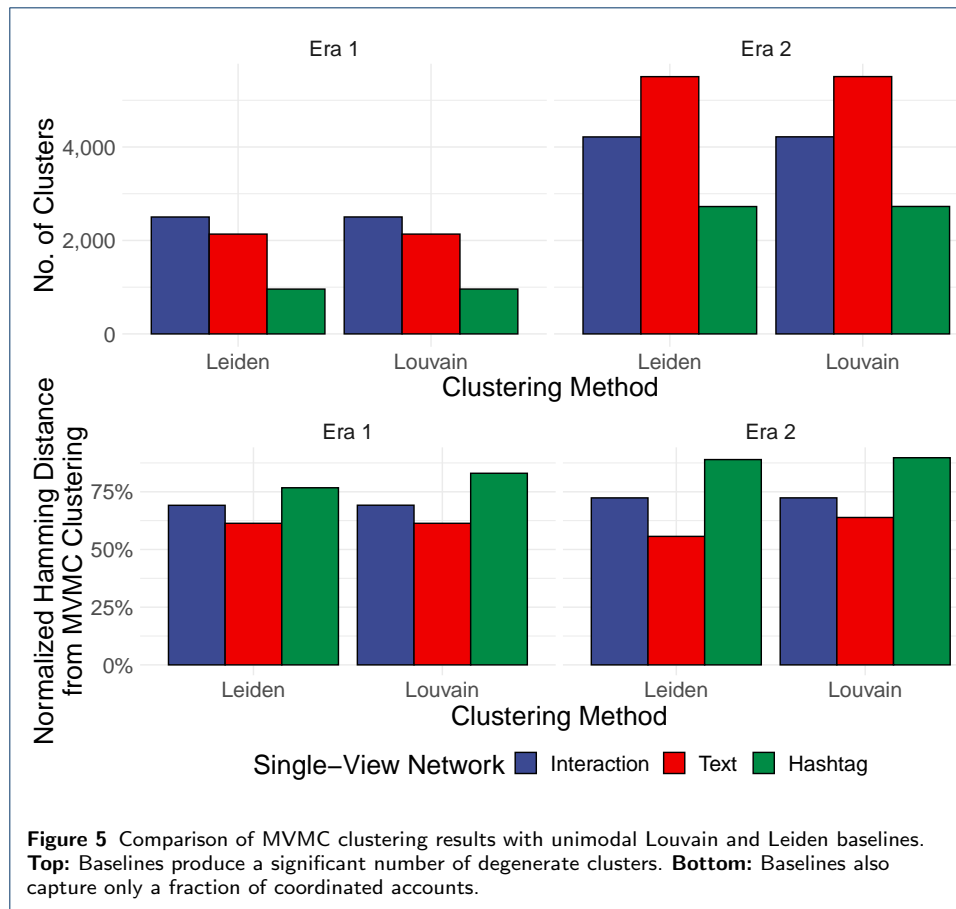 Era 1
Era 2
No. of Clusters
4,000
2,000
0
Leiden
Louvain
Leiden
Louvain
Clustering Method
Normalized Hamming Distance
from MVMC Clustering
Era 1
Era 2
75%
50%
25%
0%
Leiden
Louvain
Leiden
Louvain
Clustering Method
Single−View Network Interaction Text Hashtag
Figure 5 Comparison of MVMC clustering results with unimodal Louvain and Leiden baselines.
Top: Baselines produce a significant number of degenerate clusters. Bottom: Baselines also
capture only a fraction of coordinated accounts.